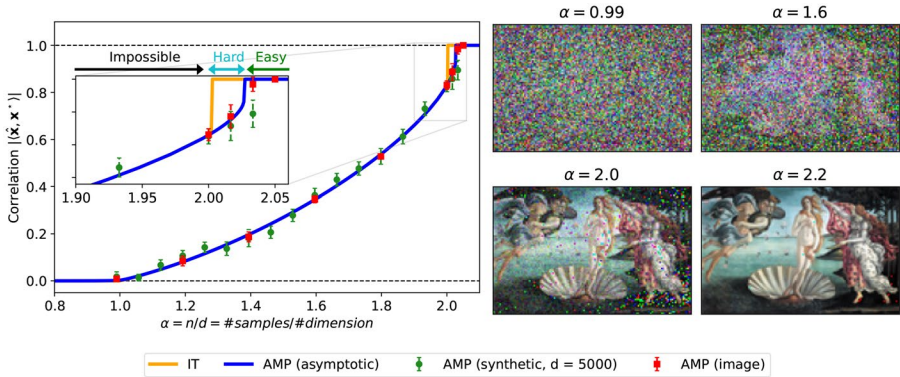 α = 0.99
α = 1.6
1.0
Impossible
Hard
Easy
0.8
0.6
0.4
0.2
0.0
Correlation |⟨x̂, x*⟩|
1.90
1.95
2.00
2.05
0.8
1.0
1.2
1.4
1.6
1.8
2.0
α = n/d = #samples/#dimension
α = 2.0
α = 2.2
IT
AMP (asymptotic)
AMP (synthetic, d = 5000)
AMP (image)